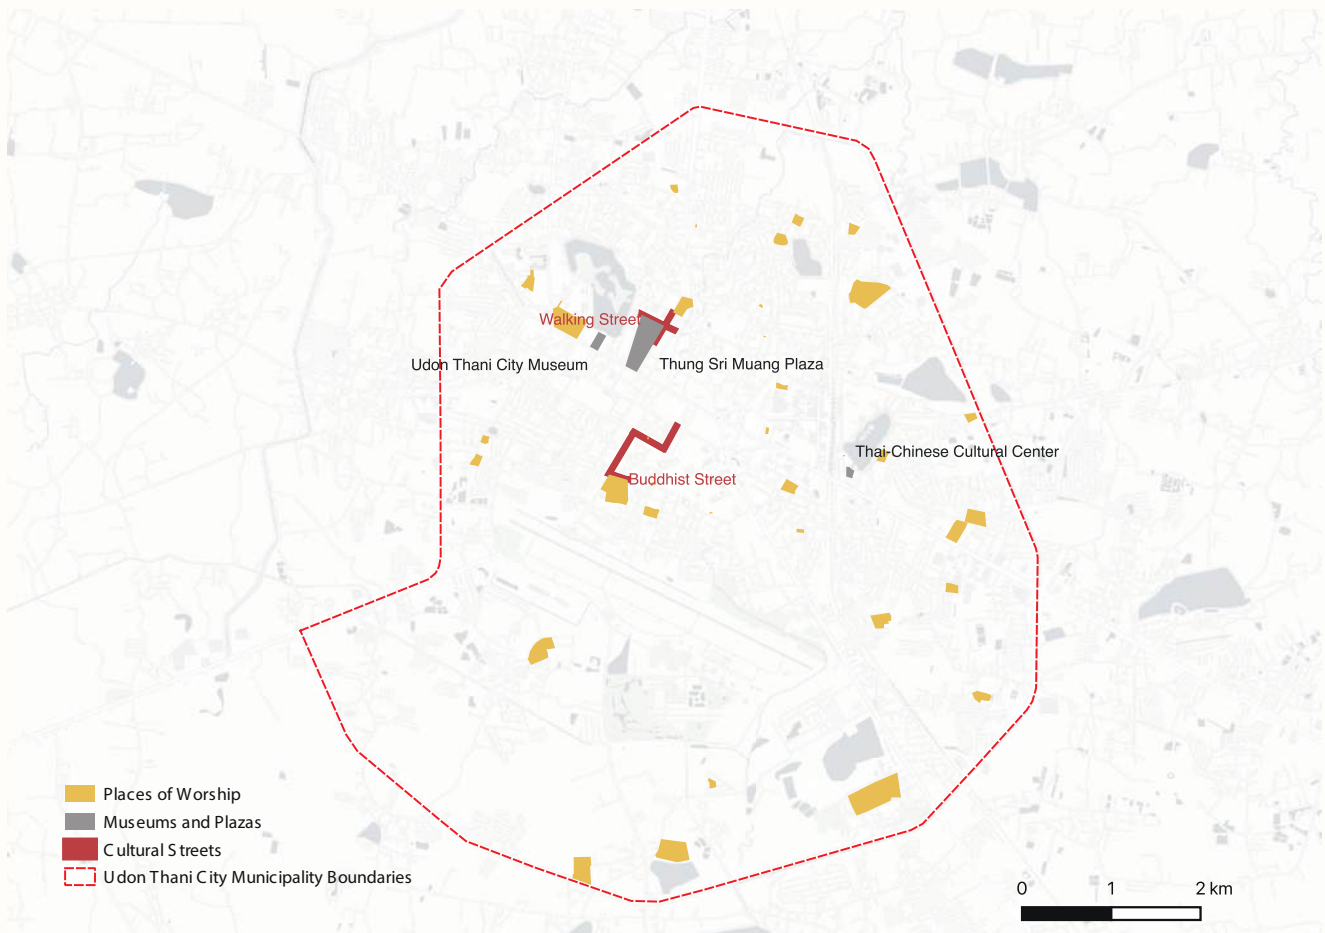 Walking Street
Udon Thani City Museum
Thung Sri Muang Plaza
Thai-Chinese Cultural Center
Buddhist Street
Places of Worship
Museums and Plazas
Cultural Streets
Udon Thani City Municipality Boundaries
0 1 2 km